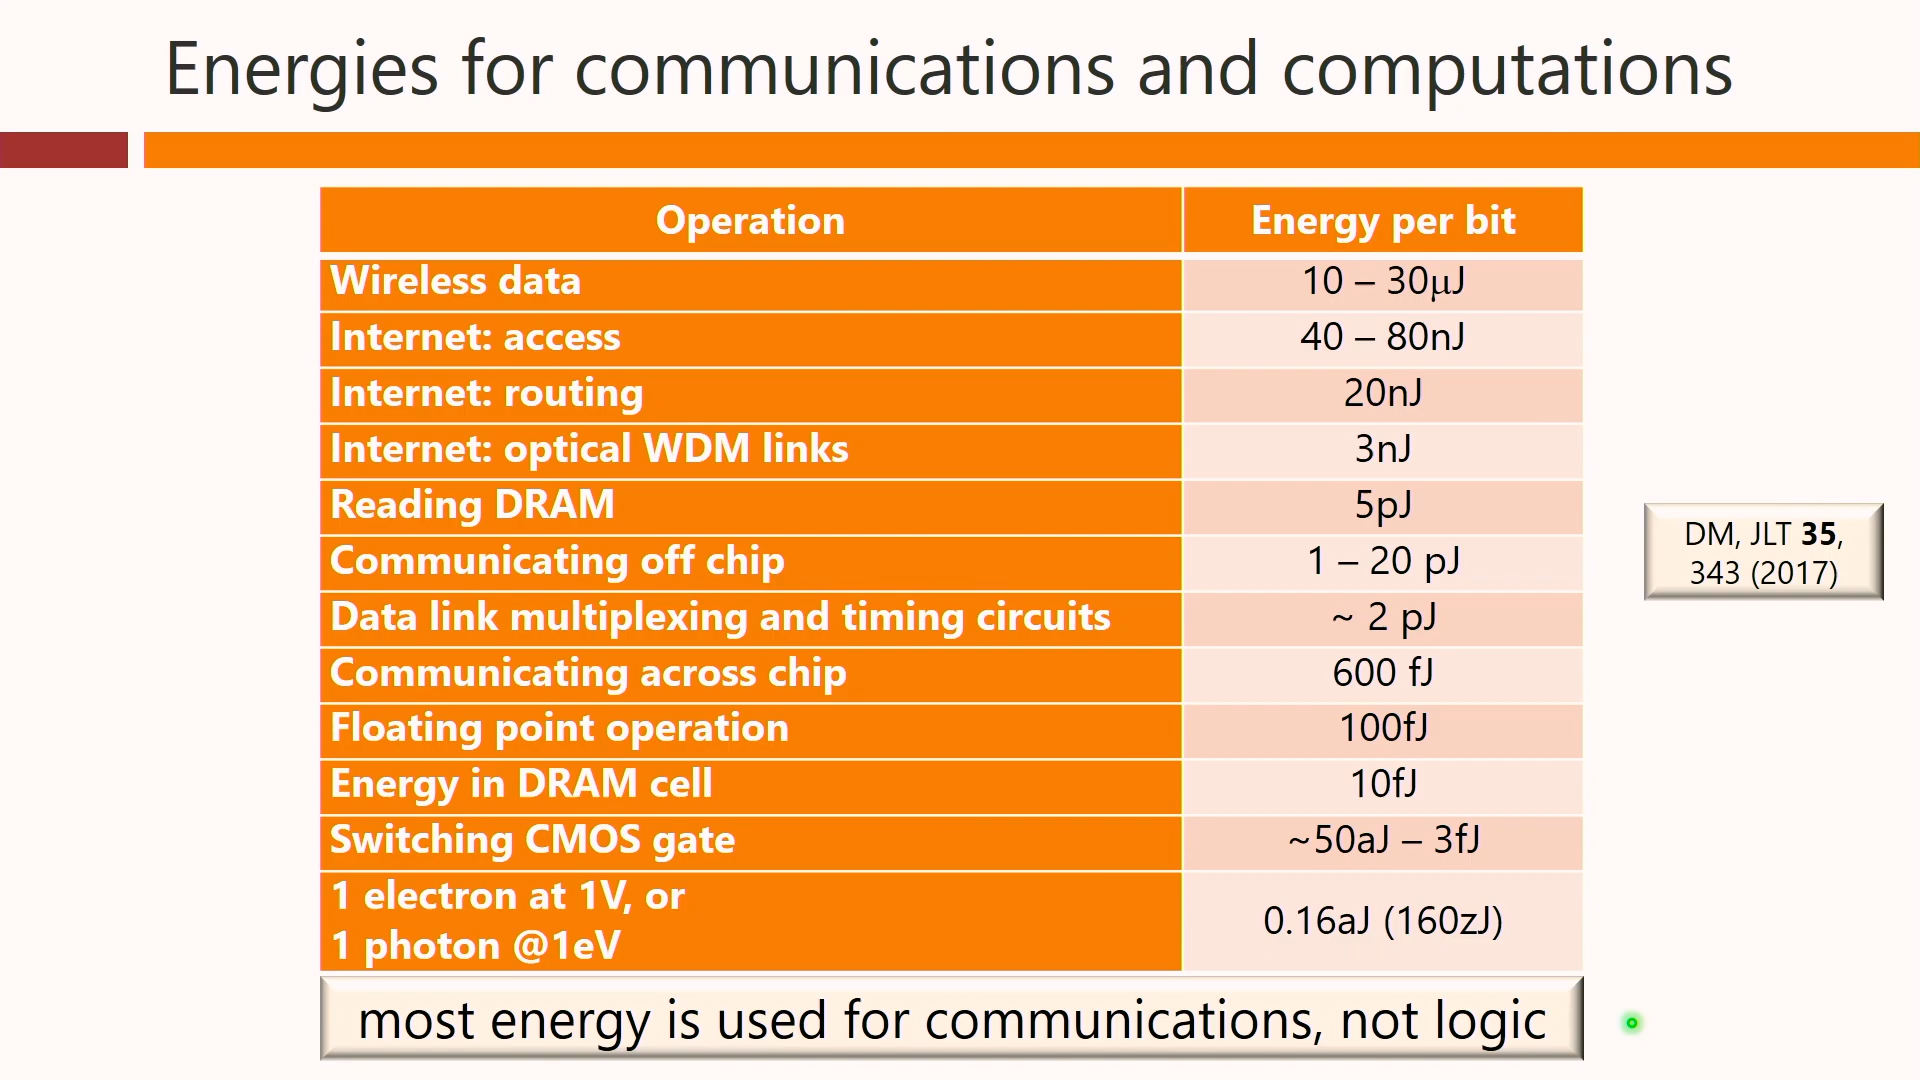 Energies for communications and computations
Operation Energy per bit
Wireless data 10 – 30μJ
Internet: access 40 – 80nJ
Internet: routing 20nJ
Internet: optical WDM links 3nJ
Reading DRAM 5pJ
Communicating off chip 1 – 20 pJ
Data link multiplexing and timing circuits ~ 2 pJ
Communicating across chip 600 fJ
Floating point operation 100fJ
Energy in DRAM cell 10fJ
Switching CMOS gate ~50aJ – 3fJ
1 electron at 1V, or
1 photon @1eV
0.16aJ (160zJ)
most energy is used for communications, not logic
DM, JLT 35,
343 (2017)